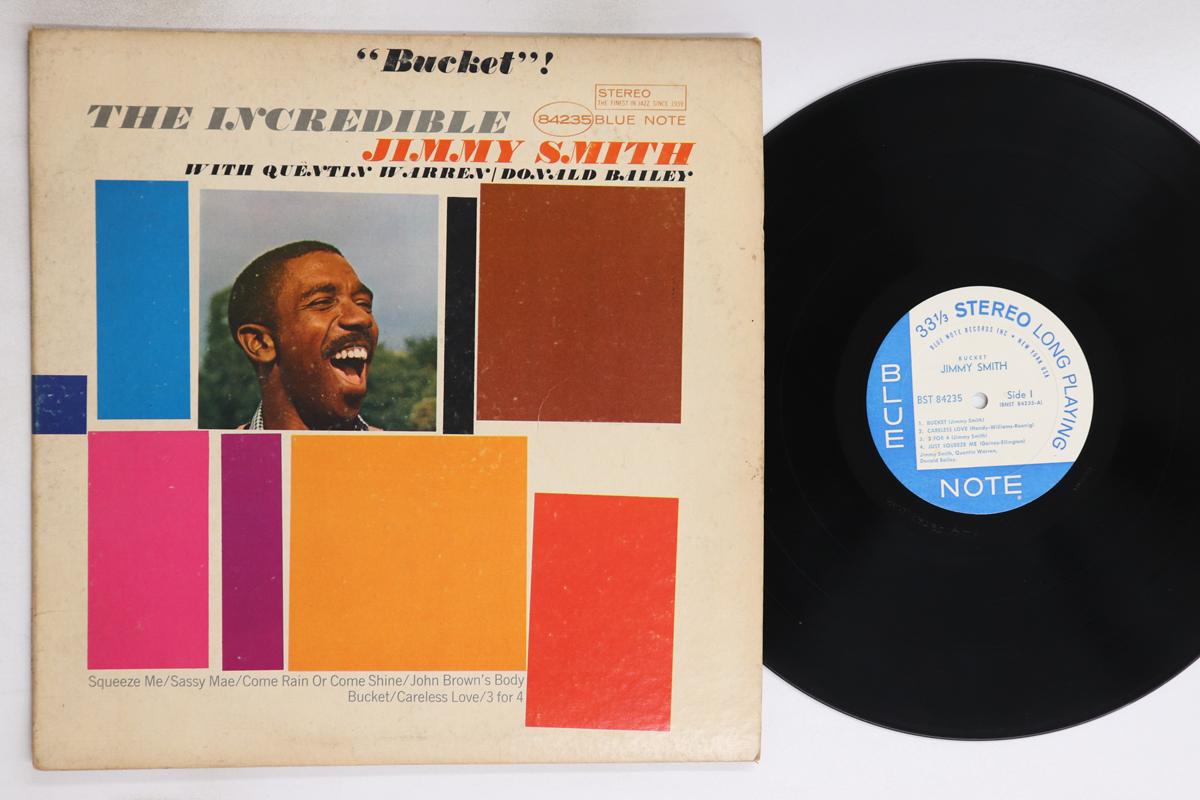 “Bucket”!
STEREO
THE FINEST IN JAZZ SINCE 1939
THE INCREDIBLE
84235 BLUE NOTE
JIMMY SMITH
WITH QUENTIN WARREN/DONALD BAILEY
Squeeze Me/Sassy Mae/Come Rain Or Come Shine/John Brown's Body
Bucket/Careless Love/3 for 4
33⅓ STEREO LONG PLAYING
BLUE NOTE RECORDS INC • NEW YORK USA
BUCKET
JIMMY SMITH
BST 84235
Side 1
(BNST 84235-A)
1. BUCKET (Jimmy Smith)
2. CARELESS LOVE (Handy-Williams-Koenig)
3. 3 FOR 4 (Jimmy Smith)
4. JUST SQUEEZE ME (Gaines-Ellington)
Jimmy Smith, Quentin Warren,
Donald Bailey.
BLUE
NOTE